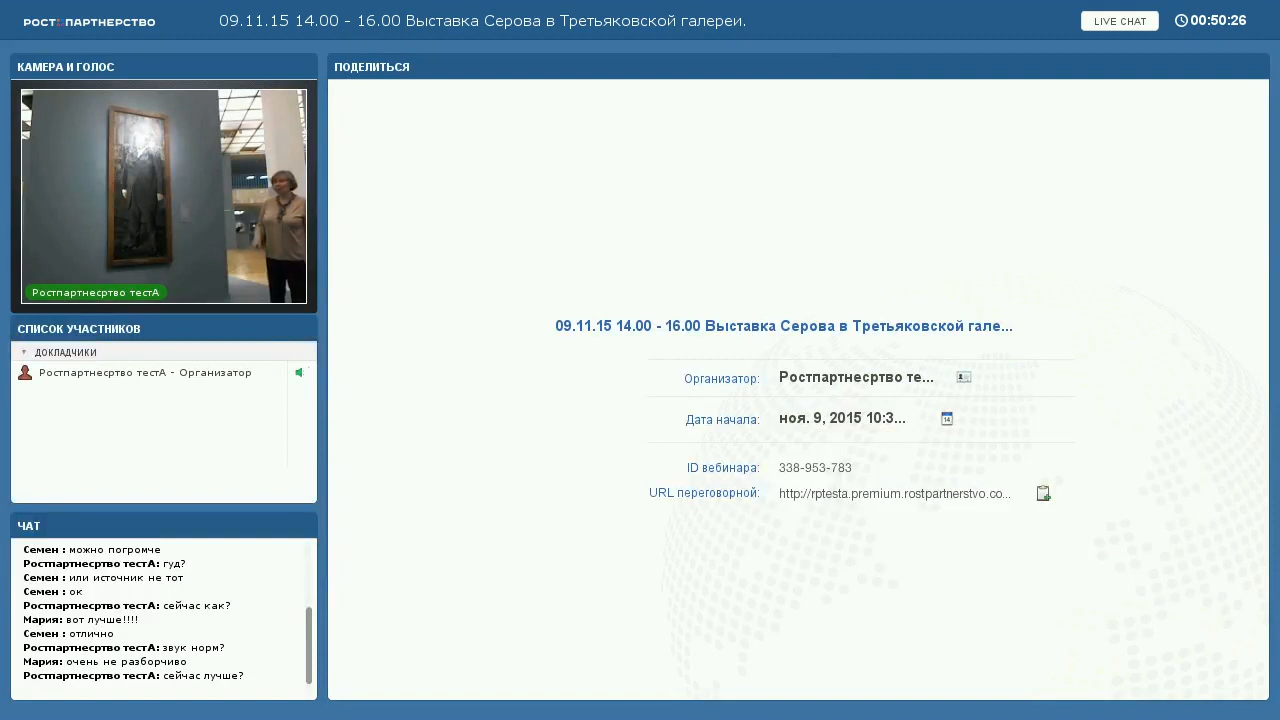 РОСТ ПАРТНЕРСТВО
09.11.15 14.00 - 16.00 Выставка Серова в Третьяковской галереи.
LIVE CHAT
00:50:26
КАМЕРА И ГОЛОС
Ростпартнесртво тестА
СПИСОК УЧАСТНИКОВ
ДОКЛАДЧИКИ
Ростпартнесртво тестА - Организатор
ЧАТ
Семен : можно погромче
Ростпартнесртво тестА: гуд?
Семен : или источник не тот
Семен : ок
Ростпартнесртво тестА: сейчас как?
Мария: вот лучше!!!!
Семен : отлично
Ростпартнесртво тестА: звук норм?
Мария: очень не разборчиво
Ростпартнесртво тестА: сейчас лучше?
ПОДЕЛИТЬСЯ
09.11.15 14.00 - 16.00 Выставка Серова в Третьяковской гале...
Организатор: Ростпартнесртво те...
Дата начала: ноя. 9, 2015 10:3...
14
ID вебинара: 338-953-783
URL переговорной: http://rptesta.premium.rostpartnerstvo.co...